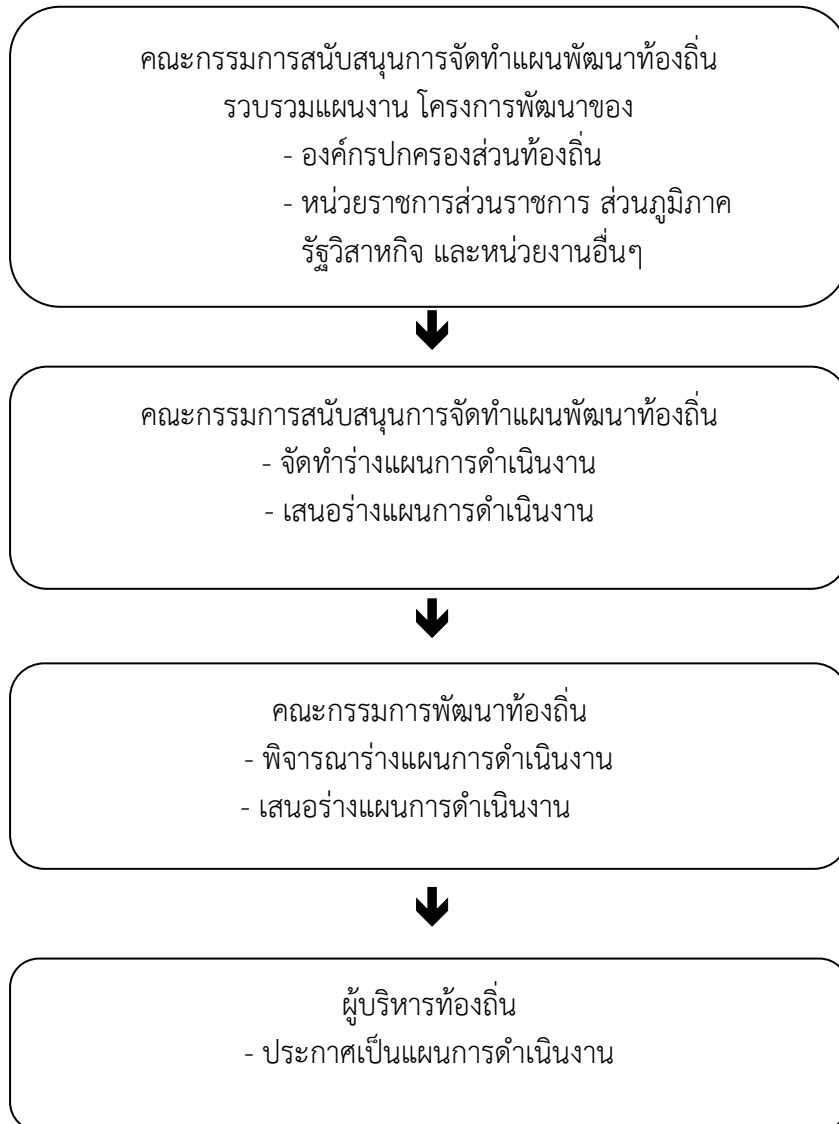 คณะกรรมการสนับสนุนการจัดทำแผนพัฒนาท้องถิ่น
รวบรวมแผนงาน โครงการพัฒนาของ
- องค์กรปกครองส่วนท้องถิ่น
- หน่วยราชการส่วนราชการ ส่วนภูมิภาค
รัฐวิสาหกิจ และหน่วยงานอื่นๆ
คณะกรรมการสนับสนุนการจัดทำแผนพัฒนาท้องถิ่น
- จัดทำร่างแผนการดำเนินงาน
- เสนอร่างแผนการดำเนินงาน
คณะกรรมการพัฒนาท้องถิ่น
- พิจารณาร่างแผนการดำเนินงาน
- เสนอร่างแผนการดำเนินงาน
ผู้บริหารท้องถิ่น
- ประกาศเป็นแผนการดำเนินงาน